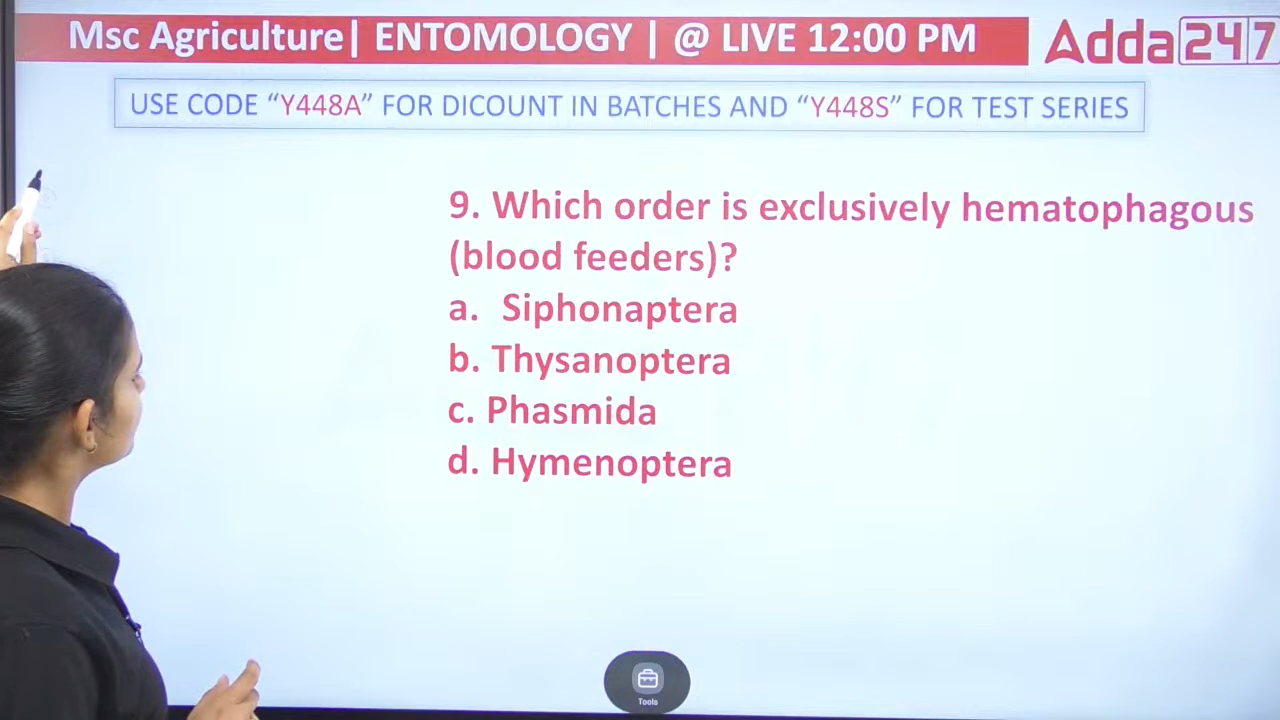 Msc Agriculture| ENTOMOLOGY | @ LIVE 12:00 PM
Adda247
USE CODE “Y448A” FOR DICOUNT IN BATCHES AND “Y448S” FOR TEST SERIES
9. Which order is exclusively hematophagous
(blood feeders)?
a. Siphonaptera
b. Thysanoptera
c. Phasmida
d. Hymenoptera
Tools